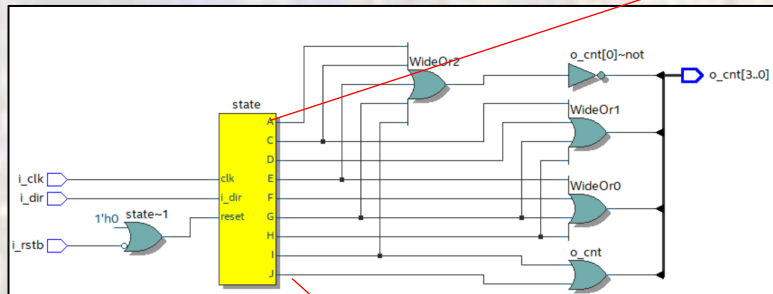 WideOr2
o_cnt[0]~not
o_cnt[3..0]
state
WideOr1
A
C
D
i_clk
clk
E
WideOr0
i_dir
i_dir
F
1'h0
state~1
reset
G
H
i_rstb
I
o_cnt
J